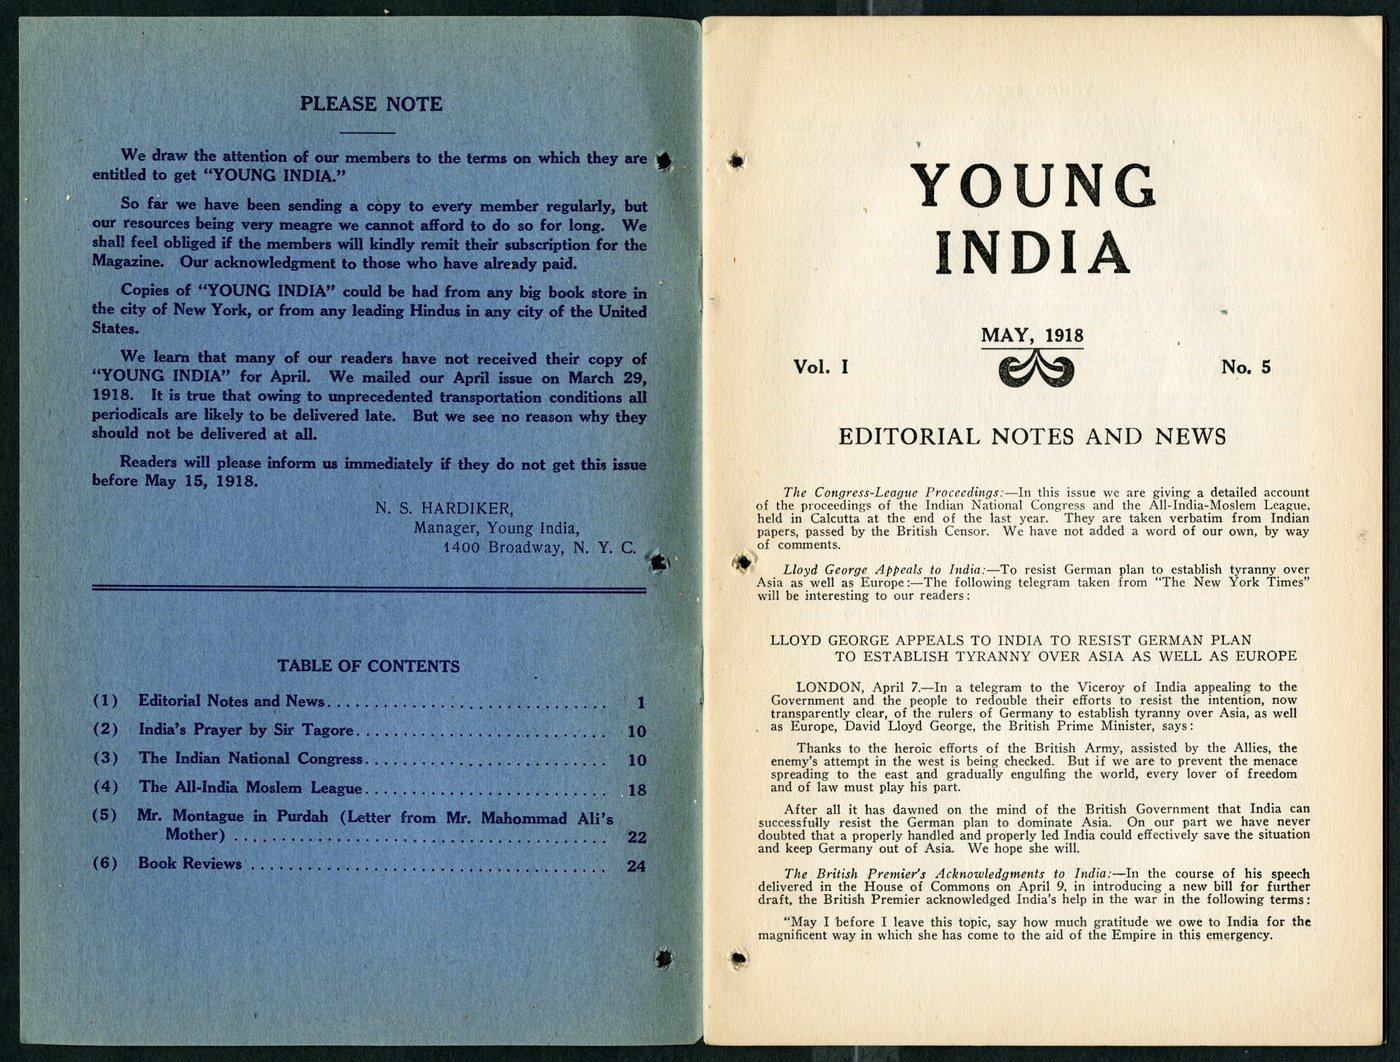 PLEASE NOTE
We draw the attention of our members to the terms on which they are
entitled to get “YOUNG INDIA.”
So far we have been sending a copy to every member regularly, but
our resources being very meagre we cannot afford to do so for long. We
shall feel obliged if the members will kindly remit their subscription for the
Magazine. Our acknowledgment to those who have already paid.
Copies of “YOUNG INDIA” could be had from any big book store in
the city of New York, or from any leading Hindus in any city of the United
States.
We learn that many of our readers have not received their copy of
“YOUNG INDIA” for April. We mailed our April issue on March 29,
1918. It is true that owing to unprecedented transportation conditions all
periodicals are likely to be delivered late. But we see no reason why they
should not be delivered at all.
Readers will please inform us immediately if they do not get this issue
before May 15, 1918.
N. S. HARDIKER,
Manager, Young India,
1400 Broadway, N. Y. C.
TABLE OF CONTENTS
(1) Editorial Notes and News.................................. 1
(2) India's Prayer by Sir Tagore.............................. 10
(3) The Indian National Congress............................. 10
(4) The All-India Moslem League............................. 18
(5) Mr. Montague in Purdah (Letter from Mr. Mahommad Ali's
Mother) ............................................ 22
(6) Book Reviews .......................................... 24
YOUNG
INDIA
MAY, 1918
Vol. I No. 5
EDITORIAL NOTES AND NEWS
The Congress-League Proceedings:—In this issue we are giving a detailed account
of the proceedings of the Indian National Congress and the All-India-Moslem League,
held in Calcutta at the end of the last year. They are taken verbatim from Indian
papers, passed by the British Censor. We have not added a word of our own, by way
of comments.
Lloyd George Appeals to India:—To resist German plan to establish tyranny over
Asia as well as Europe:—The following telegram taken from “The New York Times”
will be interesting to our readers:
LLOYD GEORGE APPEALS TO INDIA TO RESIST GERMAN PLAN
TO ESTABLISH TYRANNY OVER ASIA AS WELL AS EUROPE
LONDON, April 7.—In a telegram to the Viceroy of India appealing to the
Government and the people to redouble their efforts to resist the intention, now
transparently clear, of the rulers of Germany to establish tyranny over Asia, as well
as Europe, David Lloyd George, the British Prime Minister, says:
Thanks to the heroic efforts of the British Army, assisted by the Allies, the
enemy's attempt in the west is being checked. But if we are to prevent the menace
spreading to the east and gradually engulfing the world, every lover of freedom
and of law must play his part.
After all it has dawned on the mind of the British Government that India can
successfully resist the German plan to dominate Asia. On our part we have never
doubted that a properly handled and properly led India could effectively save the situation
and keep Germany out of Asia. We hope she will.
The British Premier's Acknowledgments to India:—In the course of his speech
delivered in the House of Commons on April 9, in introducing a new bill for further
draft, the British Premier acknowledged India's help in the war in the following terms:
“May I before I leave this topic, say how much gratitude we owe to India for the
magnificent way in which she has come to the aid of the Empire in this emergency.